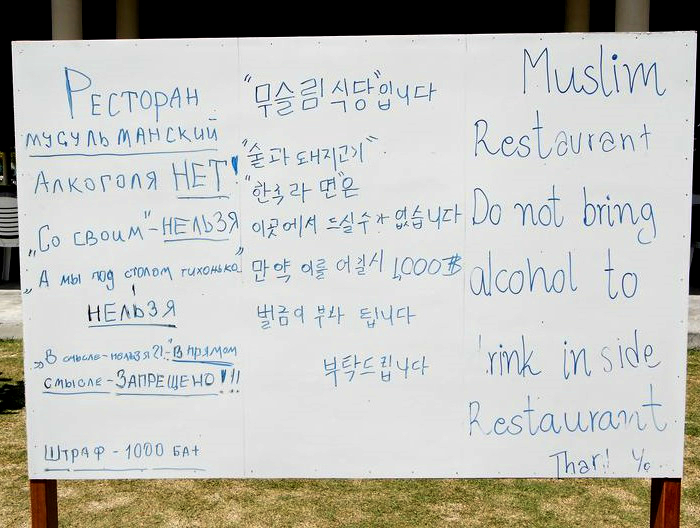 Ресторан
мусульманский
Алкоголя НЕТ!
„Со своим" - НЕЛЬЗЯ
„А мы под столом тихонько"
НЕЛЬЗЯ
„В смысле - нельзя?! - "В прямом
смысле - ЗАПРЕЩЕНО!!!
Штраф - 1000 бат
"무슬림 식당"입니다
"술과 돼지고기"
"한국라면"은
이곳에서 드실수가 없습니다
만약 이를 어길시 1,000฿
벌금이 부과 됩니다
부탁드립니다
Muslim
Restaurant
Do not bring
alcohol to
rink inside
Restaurant